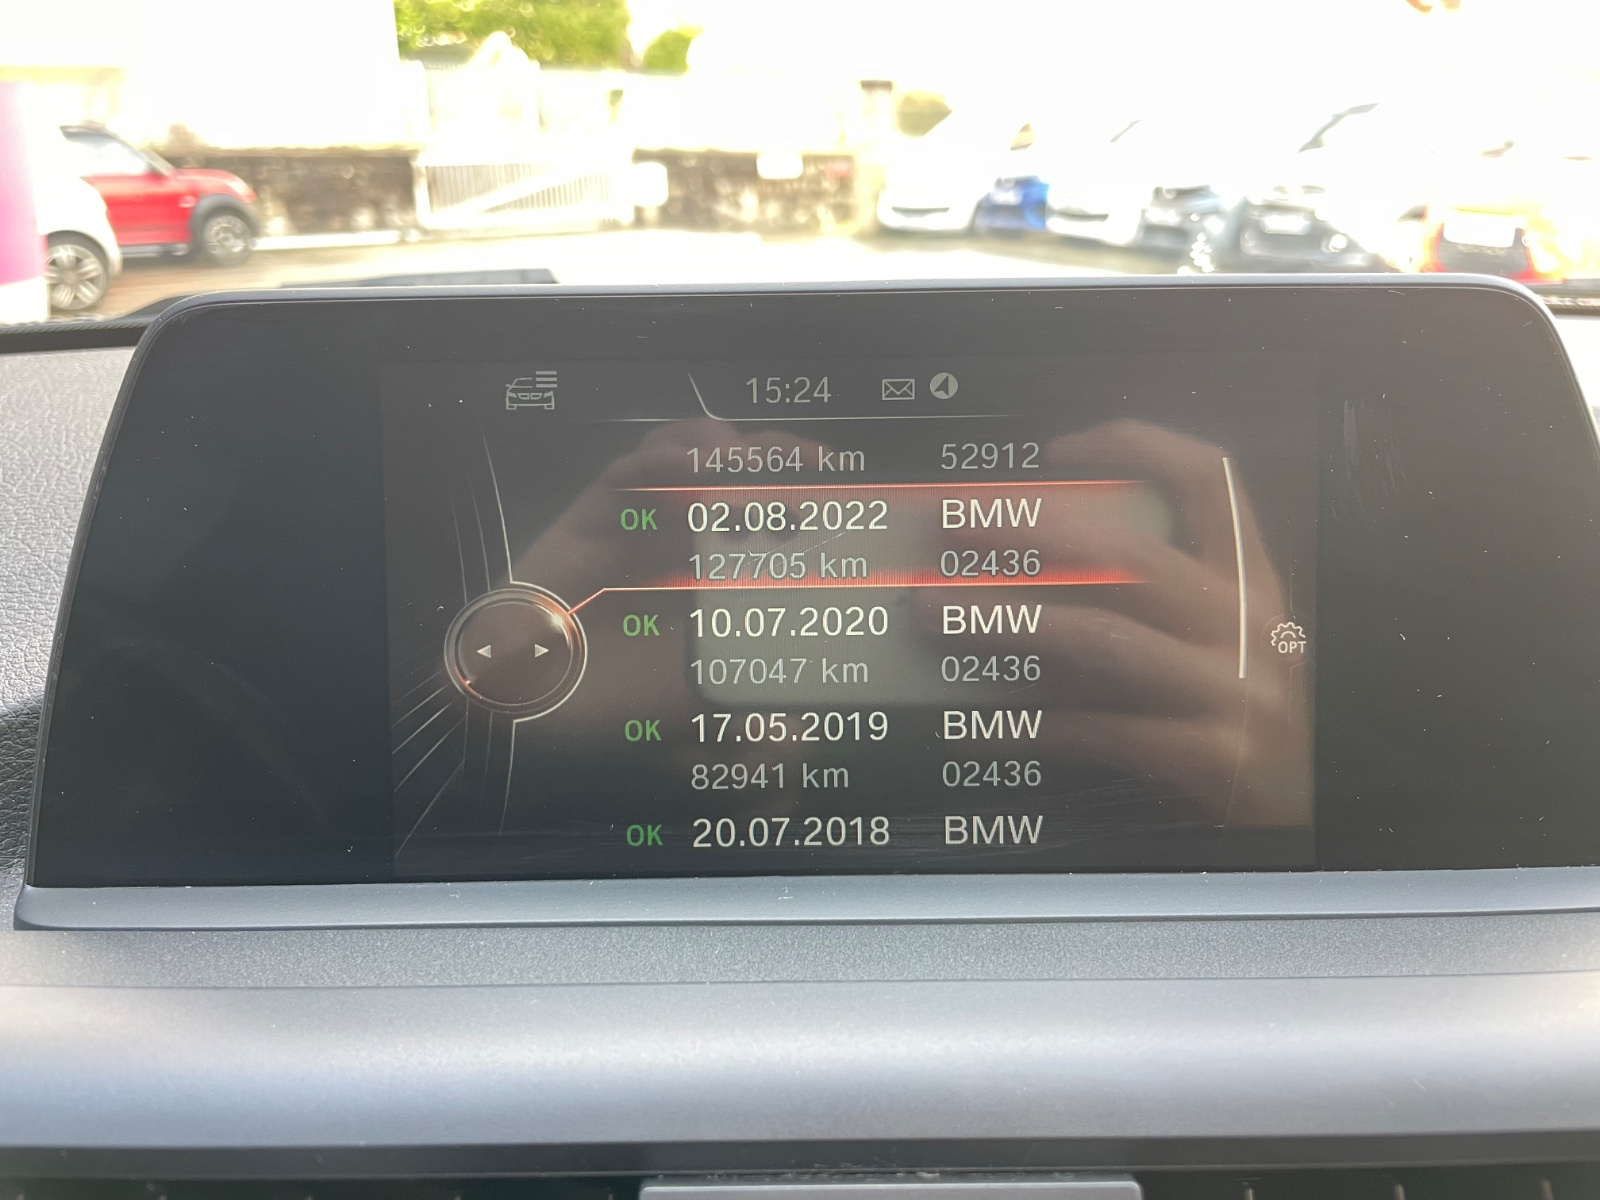 15:24
145564 km 52912
OK 02.08.2022 BMW
127705 km 02436
OK 10.07.2020 BMW
107047 km 02436
OPT
OK 17.05.2019 BMW
82941 km 02436
OK 20.07.2018 BMW